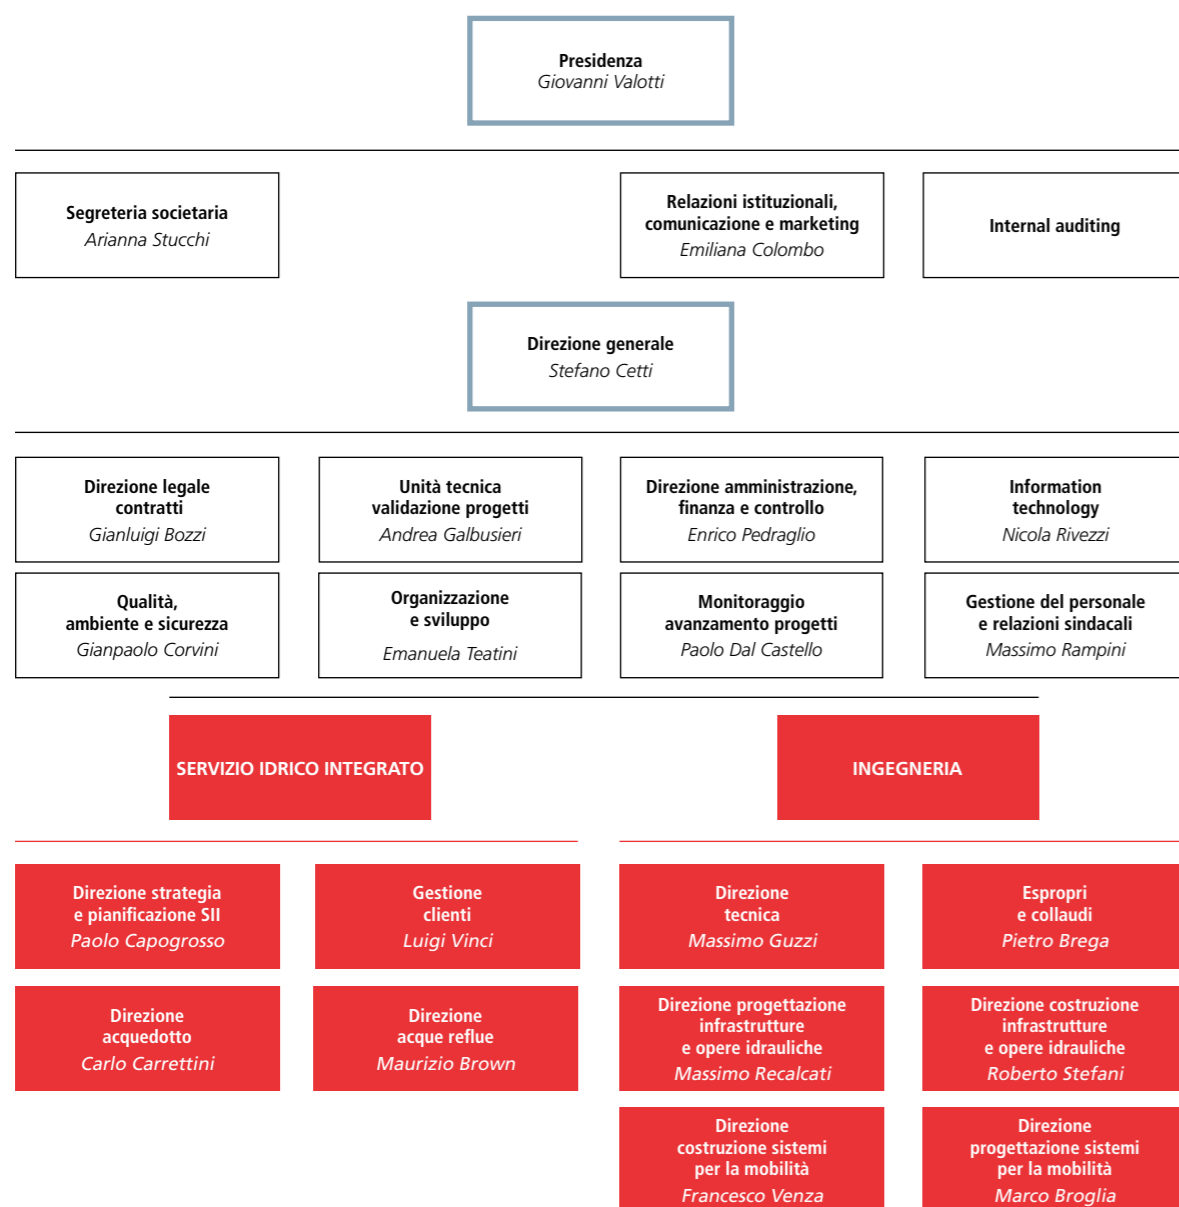 Presidenza
Giovanni Valotti
Segreteria societaria
Arianna Stucchi
Relazioni istituzionali,
comunicazione e marketing
Emiliana Colombo
Internal auditing
Direzione generale
Stefano Cetti
Direzione legale
contratti
Gianluigi Bozzi
Unità tecnica
validazione progetti
Andrea Galbusieri
Direzione amministrazione,
finanza e controllo
Enrico Pedraglio
Information
technology
Nicola Rivezzi
Qualità,
ambiente e sicurezza
Gianpaolo Corvini
Organizzazione
e sviluppo
Emanuela Teatini
Monitoraggio
avanzamento progetti
Paolo Dal Castello
Gestione del personale
e relazioni sindacali
Massimo Rampini
SERVIZIO IDRICO INTEGRATO
INGEGNERIA
Direzione strategia
e pianificazione SII
Paolo Capogrosso
Gestione
clienti
Luigi Vinci
Direzione
tecnica
Massimo Guzzi
Espropri
e collaudi
Pietro Brega
Direzione
acquedotto
Carlo Carrettini
Direzione
acque reflue
Maurizio Brown
Direzione progettazione
infrastrutture
e opere idrauliche
Massimo Recalcati
Direzione costruzione
infrastrutture
e opere idrauliche
Roberto Stefani
Direzione
costruzione sistemi
per la mobilità
Francesco Venza
Direzione
progettazione sistemi
per la mobilità
Marco Broglia